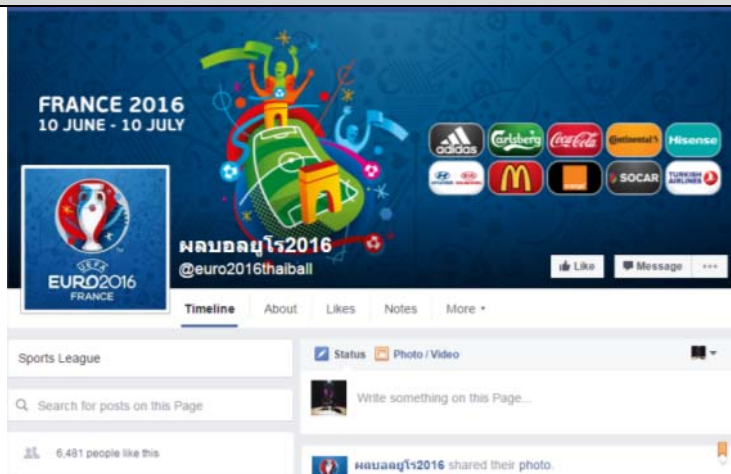 FRANCE 2016
10 JUNE - 10 JULY
adidas
Carlsberg
Coca-Cola
Continental
Hisense
HYUNDAI
orange
SOCAR
TURKISH AIRLINES
UEFA
EURO2016
FRANCE
ผลบอลยูโร2016
@euro2016thaiball
Like
Message
Timeline
About
Likes
Notes
More
Sports League
Status
Photo / Video
Search for posts on this Page
Write something on this Page...
6,481 people like this
ผลบอลยูโร2016 shared their photo.